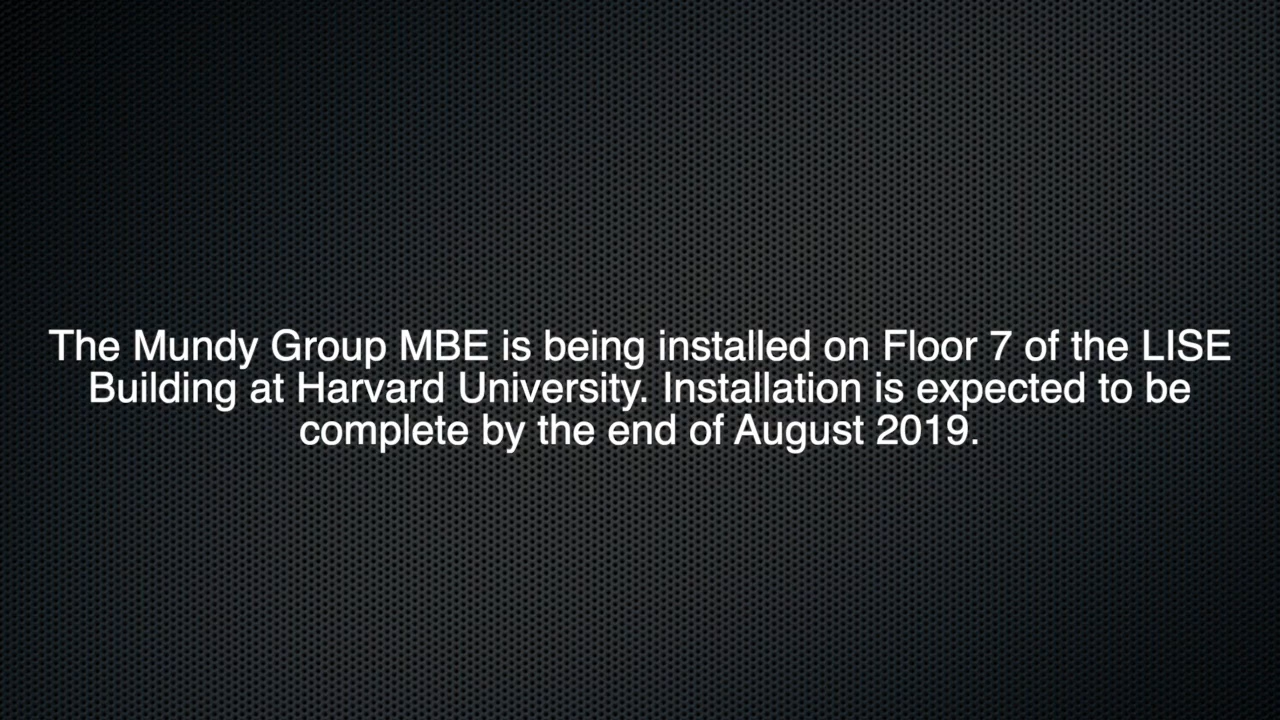 The Mundy Group MBE is being installed on Floor 7 of the LISE
Building at Harvard University. Installation is expected to be
complete by the end of August 2019.